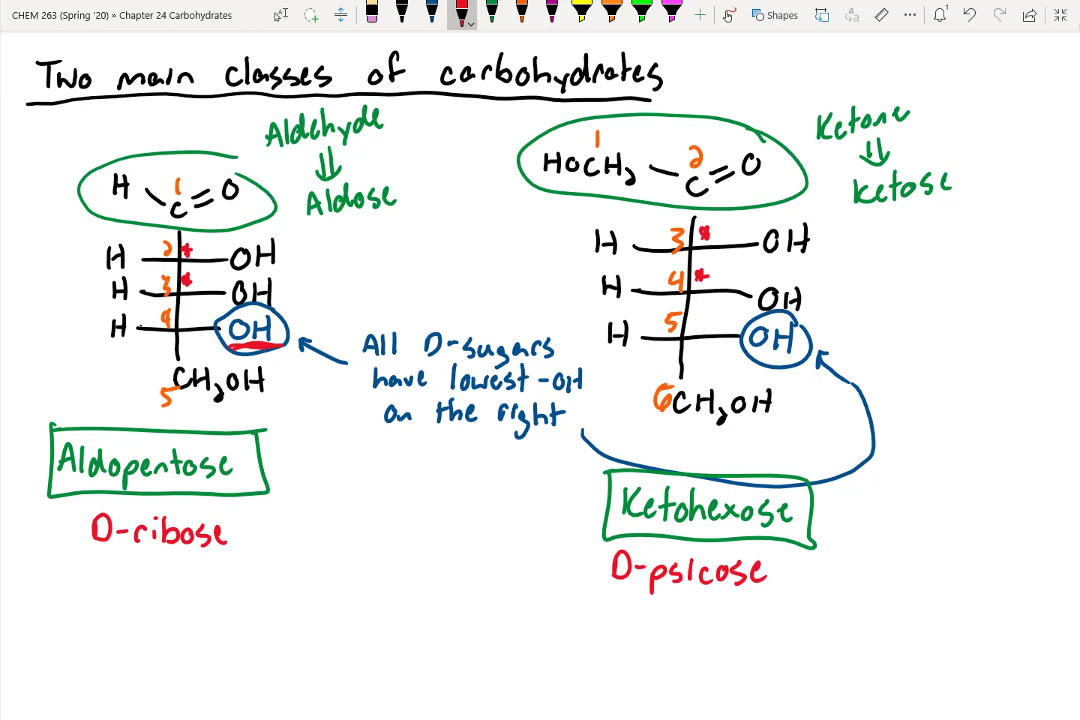 CHEM 263 (Spring '20) » Chapter 24 Carbohydrates
Shapes
Two main classes of carbohydrates
Aldehyde
⇓
Aldose
H 1 C = O
H 2 * OH
H 3 * OH
H 4 OH
5 CH2OH
Aldopentose
D-ribose
All D-sugars
have lowest -OH
on the right
Ketone
⇓
Ketose
1 2
HOCH2 — C = O
H 3 * OH
H 4 * OH
H 5 OH
6 CH2OH
Ketohexose
D-psicose